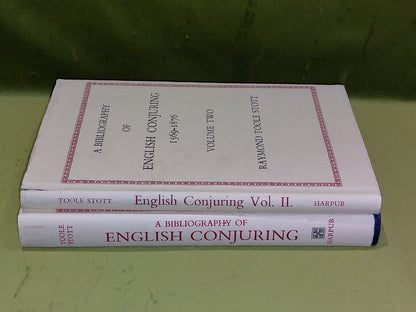 A BIBLIOGRAPHY
OF
ENGLISH CONJURING
1569-1876
VOLUME TWO
RAYMOND TOOLE STOTT
TOOLE STOTT English Conjuring Vol. II. HARPUR
TOOLE
STOTT
A BIBLIOGRAPHY OF
ENGLISH CONJURING
HARPUR